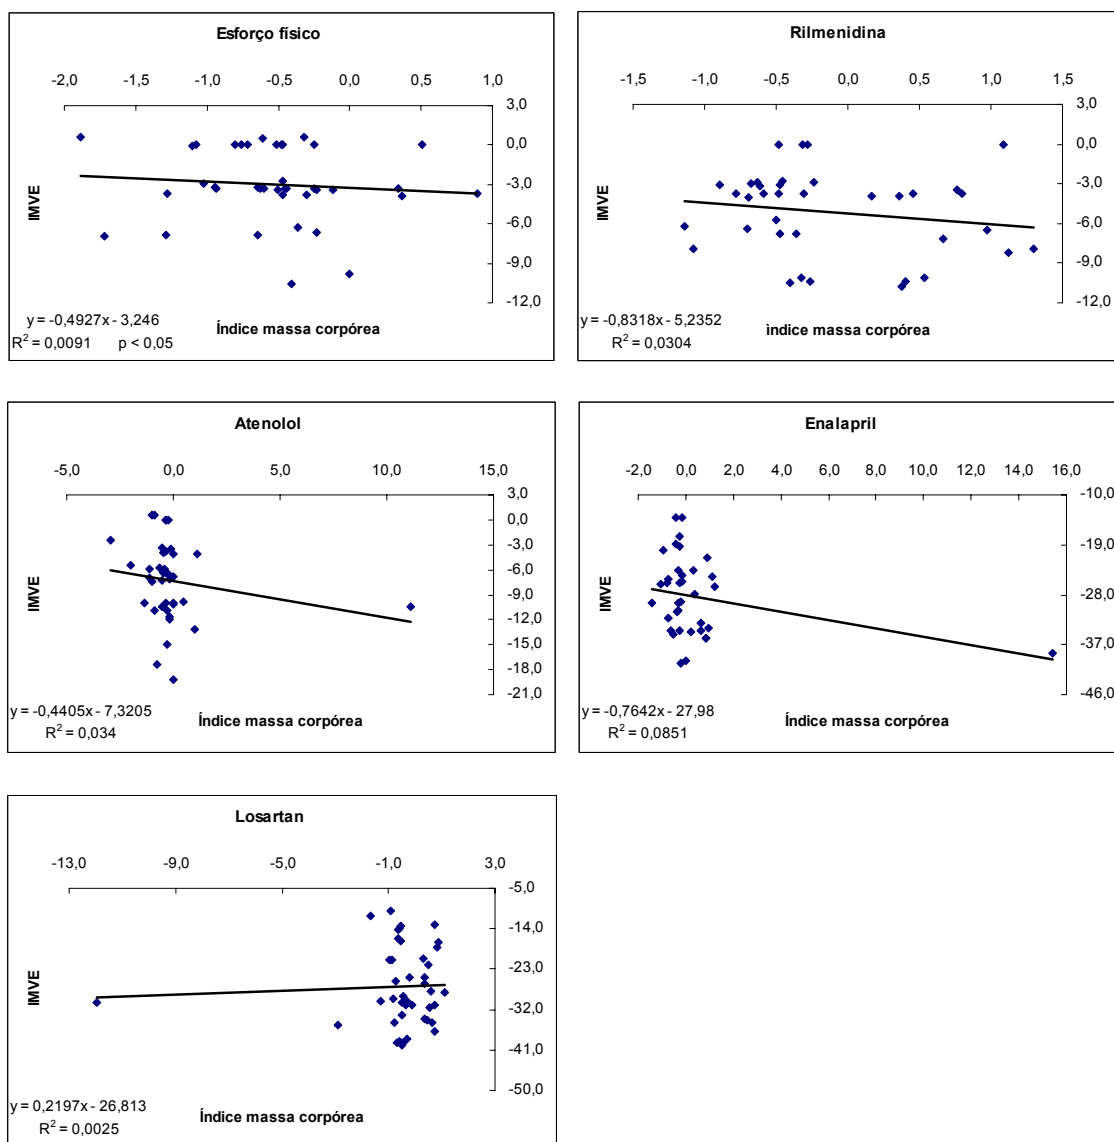 Esforço físico
-2,0 -1,5 -1,0 -0,5 0,0 0,5 1,0
3,0
0,0
-3,0
-6,0
-9,0
-12,0
IMVE
Índice massa corpórea
y = -0,4927x - 3,246
R² = 0,0091 p < 0,05
Rilmenidina
-1,5 -1,0 -0,5 0,0 0,5 1,0 1,5
3,0
0,0
-3,0
-6,0
-9,0
-12,0
IMVE
ìndice massa corpórea
y = -0,8318x - 5,2352
R² = 0,0304
Atenolol
-5,0 0,0 5,0 10,0 15,0
3,0
0,0
-3,0
-6,0
-9,0
-12,0
-15,0
-18,0
-21,0
IMVE
Índice massa corpórea
y = -0,4405x - 7,3205
R² = 0,034
Enalapril
-2,0 0,0 2,0 4,0 6,0 8,0 10,0 12,0 14,0 16,0
-10,0
-19,0
-28,0
-37,0
-46,0
IMVE
Índice massa corpórea
y = -0,7642x - 27,98
R² = 0,0851
Losartan
-13,0 -9,0 -5,0 -1,0 3,0
-5,0
-14,0
-23,0
-32,0
-41,0
-50,0
IMVE
Índice massa corpórea
y = 0,2197x - 26,813
R² = 0,0025